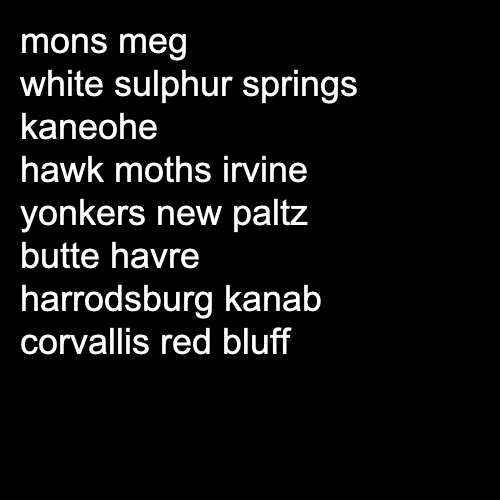 mons meg
white sulphur springs
kaneohe
hawk moths irvine
yonkers new paltz
butte havre
harrodsburg kanab
corvallis red bluff